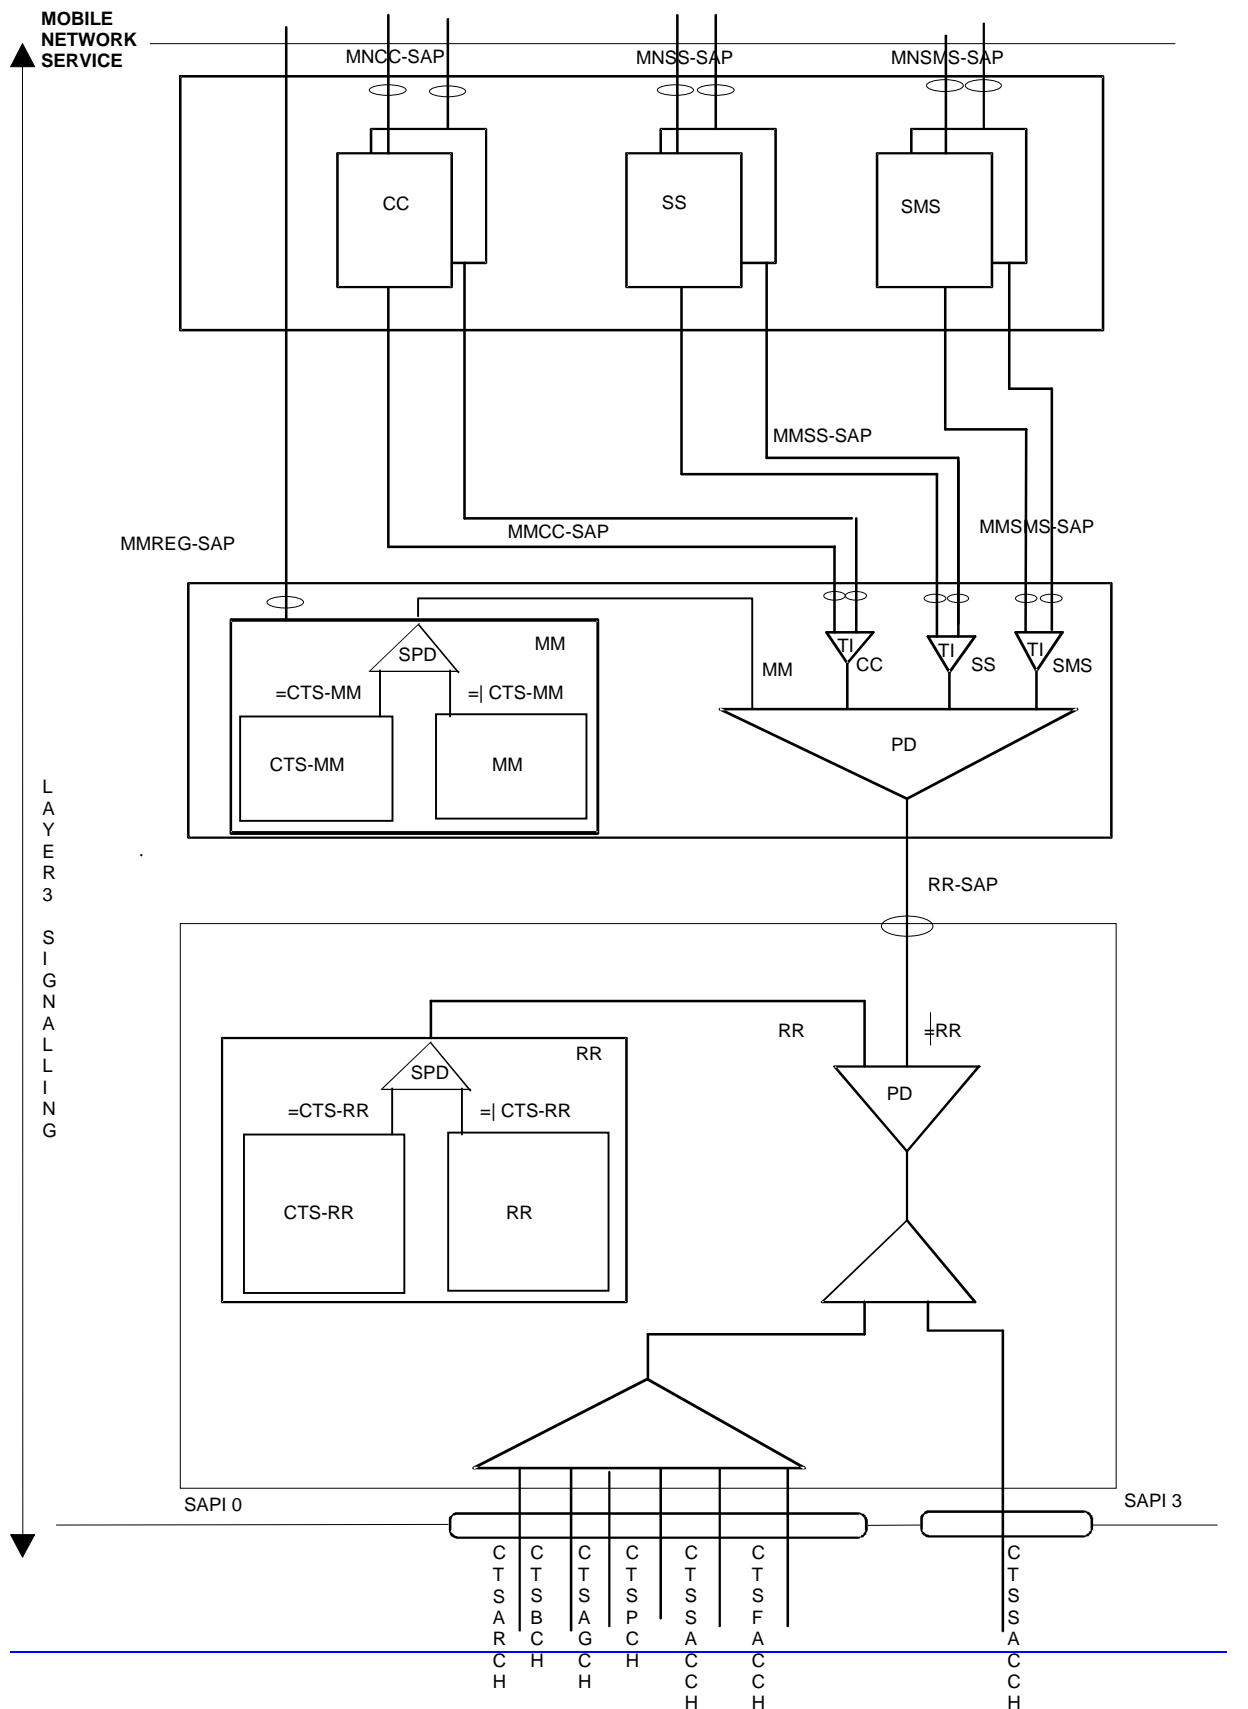 MOBILE
NETWORK
SERVICE
MNCC-SAP
MNSS-SAP
MNSMS-SAP
CC
SS
SMS
MMSS-SAP
MMREG-SAP
MMCC-SAP
MMSMS-SAP
SPD
MM
=CTS-MM
=| CTS-MM
CTS-MM
MM
MM
TI
CC
TI
SS
TI
SMS
PD
LAYER3 SIGNALLING
RR-SAP
RR
=RR
SPD
RR
=CTS-RR
=| CTS-RR
CTS-RR
RR
PD
SAPI 0
SAPI 3
CTSARCH
CTSBCH
CTSAGCH
CTSPCH
CTSSACCH
CTSFACCH
CTSSACCH